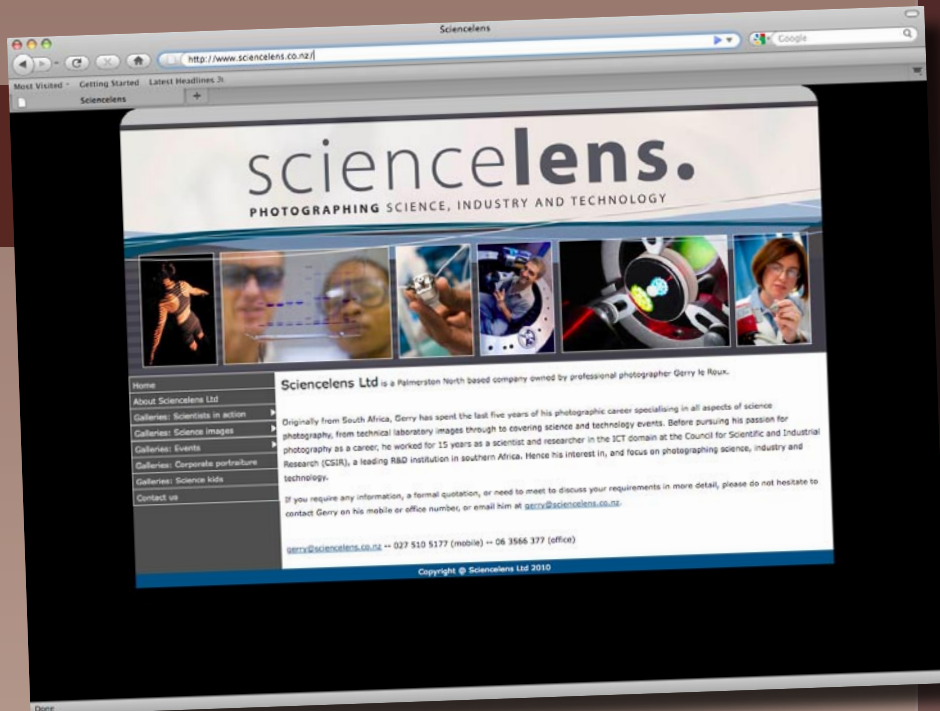 Sciencelens
http://www.sciencelens.co.nz/
Google
Most Visited
Getting Started
Latest Headlines
Sciencelens
+
sciencelens.
PHOTOGRAPHING SCIENCE, INDUSTRY AND TECHNOLOGY
Home
About Sciencelens Ltd
Galleries: Scientists in action
Galleries: Science images
Galleries: Events
Galleries: Corporate portraiture
Galleries: Science kids
Contact us
Sciencelens Ltd is a Palmerston North based company owned by professional photographer Gerry le Roux.
Originally from South Africa, Gerry has spent the last five years of his photographic career specialising in all aspects of science
photography, from technical laboratory images through to covering science and technology events. Before pursuing his passion for
photography as a career, he worked for 15 years as a scientist and researcher in the ICT domain at the Council for Scientific and Industrial
Research (CSIR), a leading R&D institution in southern Africa. Hence his interest in, and focus on photographing science, industry and
technology.
If you require any information, a formal quotation, or need to meet to discuss your requirements in more detail, please do not hesitate to
contact Gerry on his mobile or office number, or email him at gerry@sciencelens.co.nz.
gerry@sciencelens.co.nz -- 027 510 5177 (mobile) -- 06 3566 377 (office)
Copyright @ Sciencelens Ltd 2010
Done